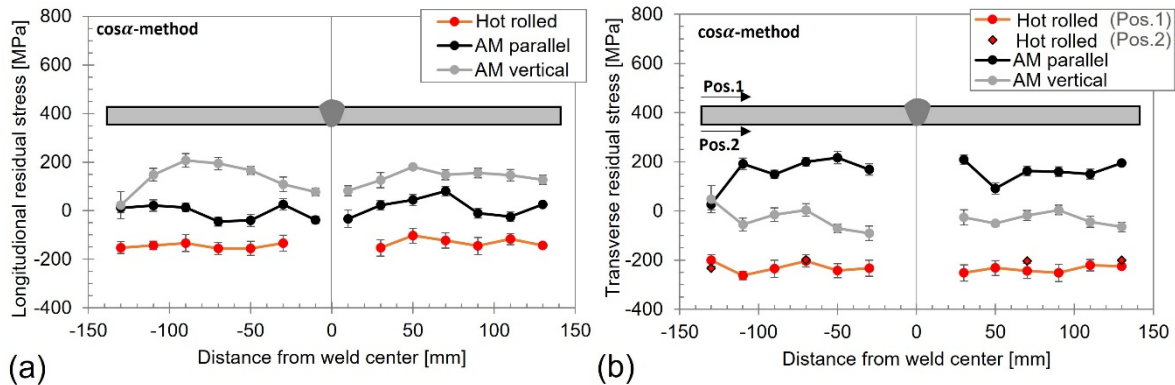 800
600
400
200
0
-200
-400
Longitudinal residual stress [MPa]
cosα-method
Hot rolled
AM parallel
AM vertical
-150 -100 -50 0 50 100 150
Distance from weld center [mm]
(a)
800
600
400
200
0
-200
-400
Transverse residual stress [MPa]
cosα-method
Hot rolled (Pos.1)
Hot rolled (Pos.2)
AM parallel
AM vertical
Pos.1
Pos.2
-150 -100 -50 0 50 100 150
Distance from weld center [mm]
(b)